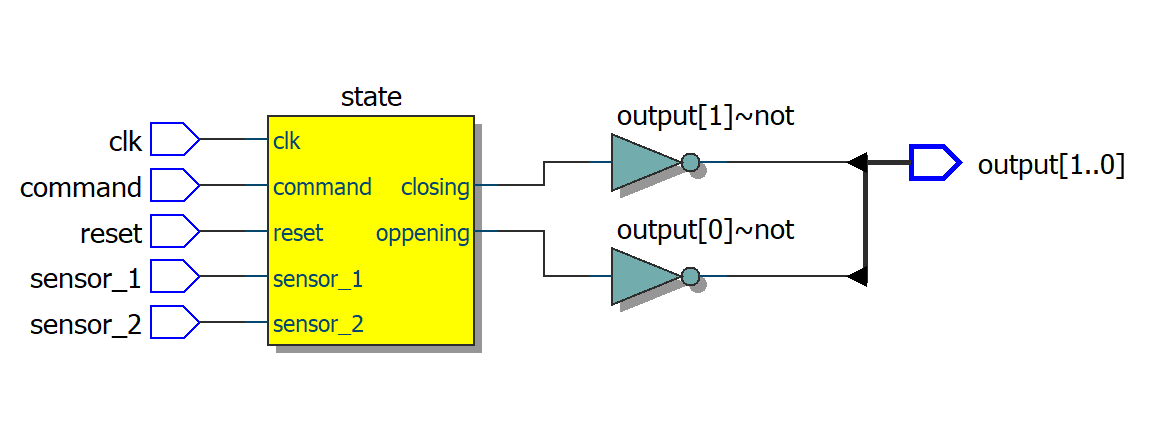 state
clk
command
reset
sensor_1
sensor_2
clk
command
reset
sensor_1
sensor_2
closing
oppening
output[1]~not
output[0]~not
output[1..0]